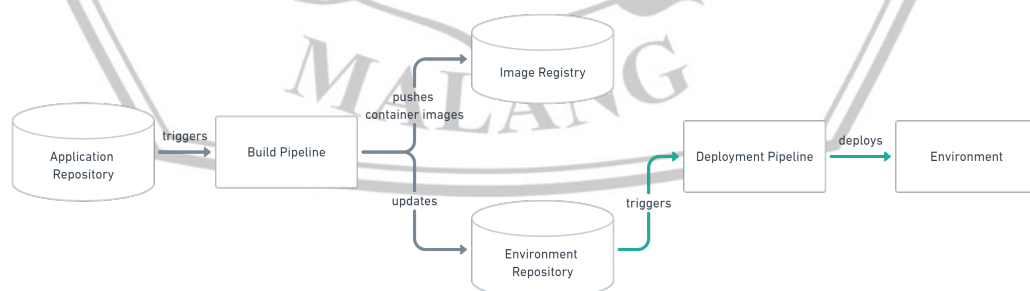 MALANG
Image Registry
pushes
container images
triggers
Application
Repository
Build Pipeline
Deployment Pipeline
deploys
Environment
updates
triggers
Environment
Repository